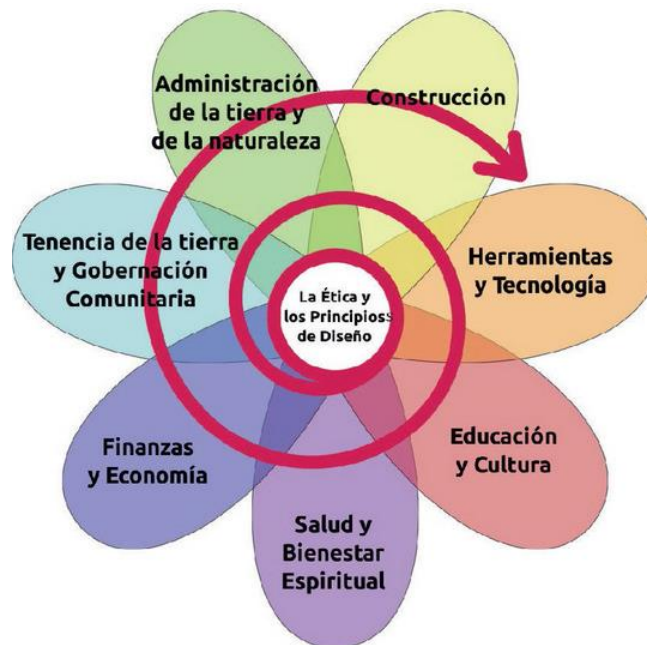 Administración
de la tierra y
de la naturaleza
Construcción
Herramientas
y Tecnología
Educación
y Cultura
Salud y
Bienestar
Espiritual
Finanzas
y Economía
Tenencia de la tierra
y Gobernación
Comunitaria
La Ética y
los Principioss
de Diseño